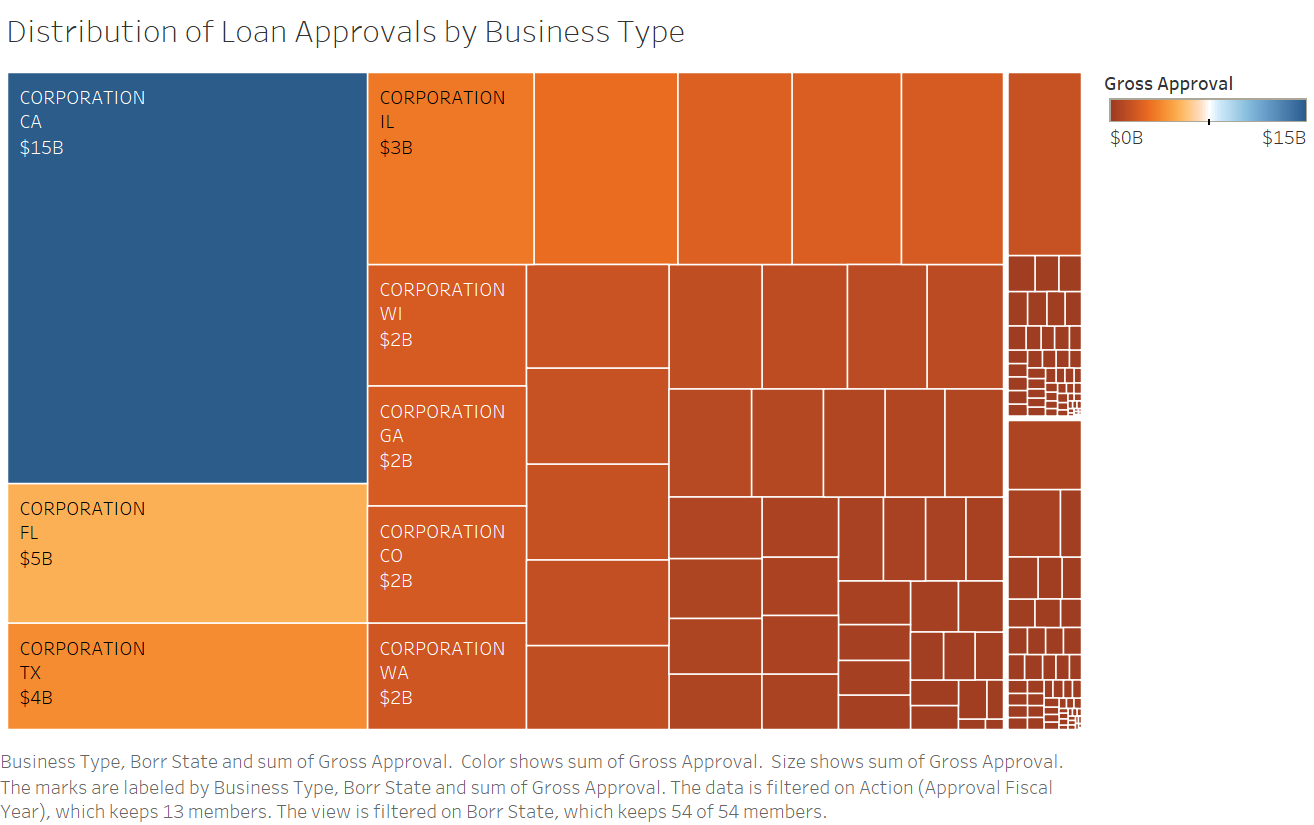 Distribution of Loan Approvals by Business Type
CORPORATION
CA
$15B
CORPORATION
FL
$5B
CORPORATION
TX
$4B
CORPORATION
IL
$3B
CORPORATION
WI
$2B
CORPORATION
GA
$2B
CORPORATION
CO
$2B
CORPORATION
WA
$2B
Gross Approval
$0B $15B
Business Type, Borr State and sum of Gross Approval.  Color shows sum of Gross Approval.  Size shows sum of Gross Approval.
The marks are labeled by Business Type, Borr State and sum of Gross Approval. The data is filtered on Action (Approval Fiscal
Year), which keeps 13 members. The view is filtered on Borr State, which keeps 54 of 54 members.